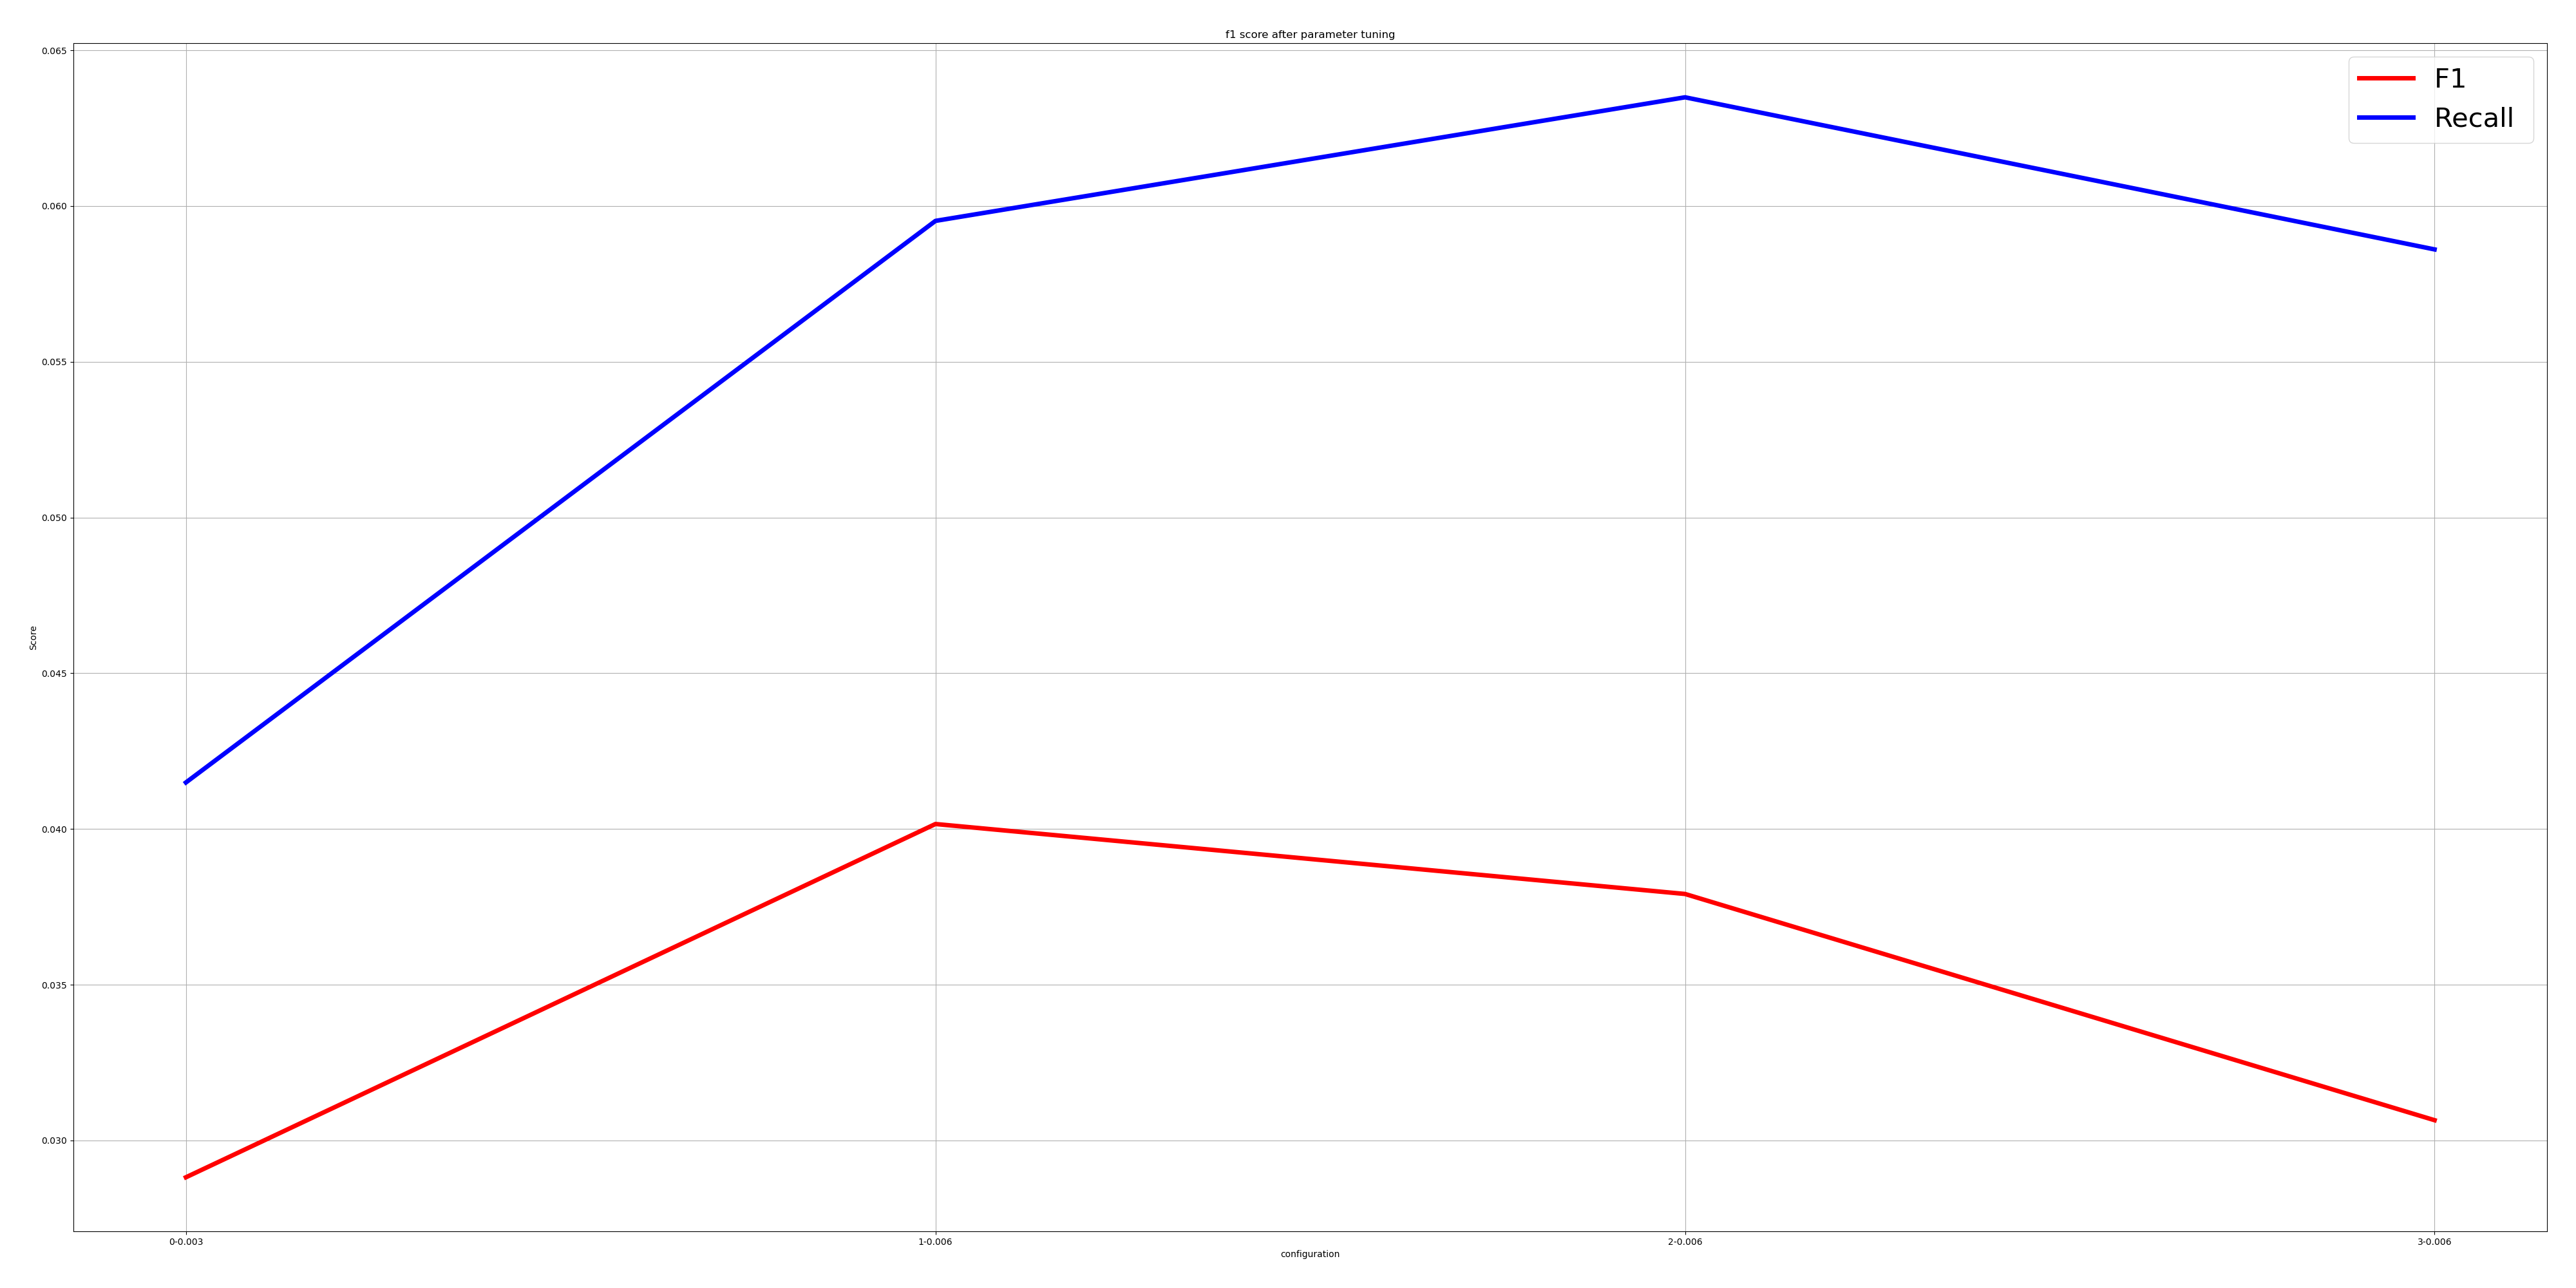 f1 score after parameter tuning
F1
Recall
0.065
0.060
0.055
0.050
0.045
0.040
0.035
0.030
Score
0-0.003
1-0.006
2-0.006
3-0.006
configuration